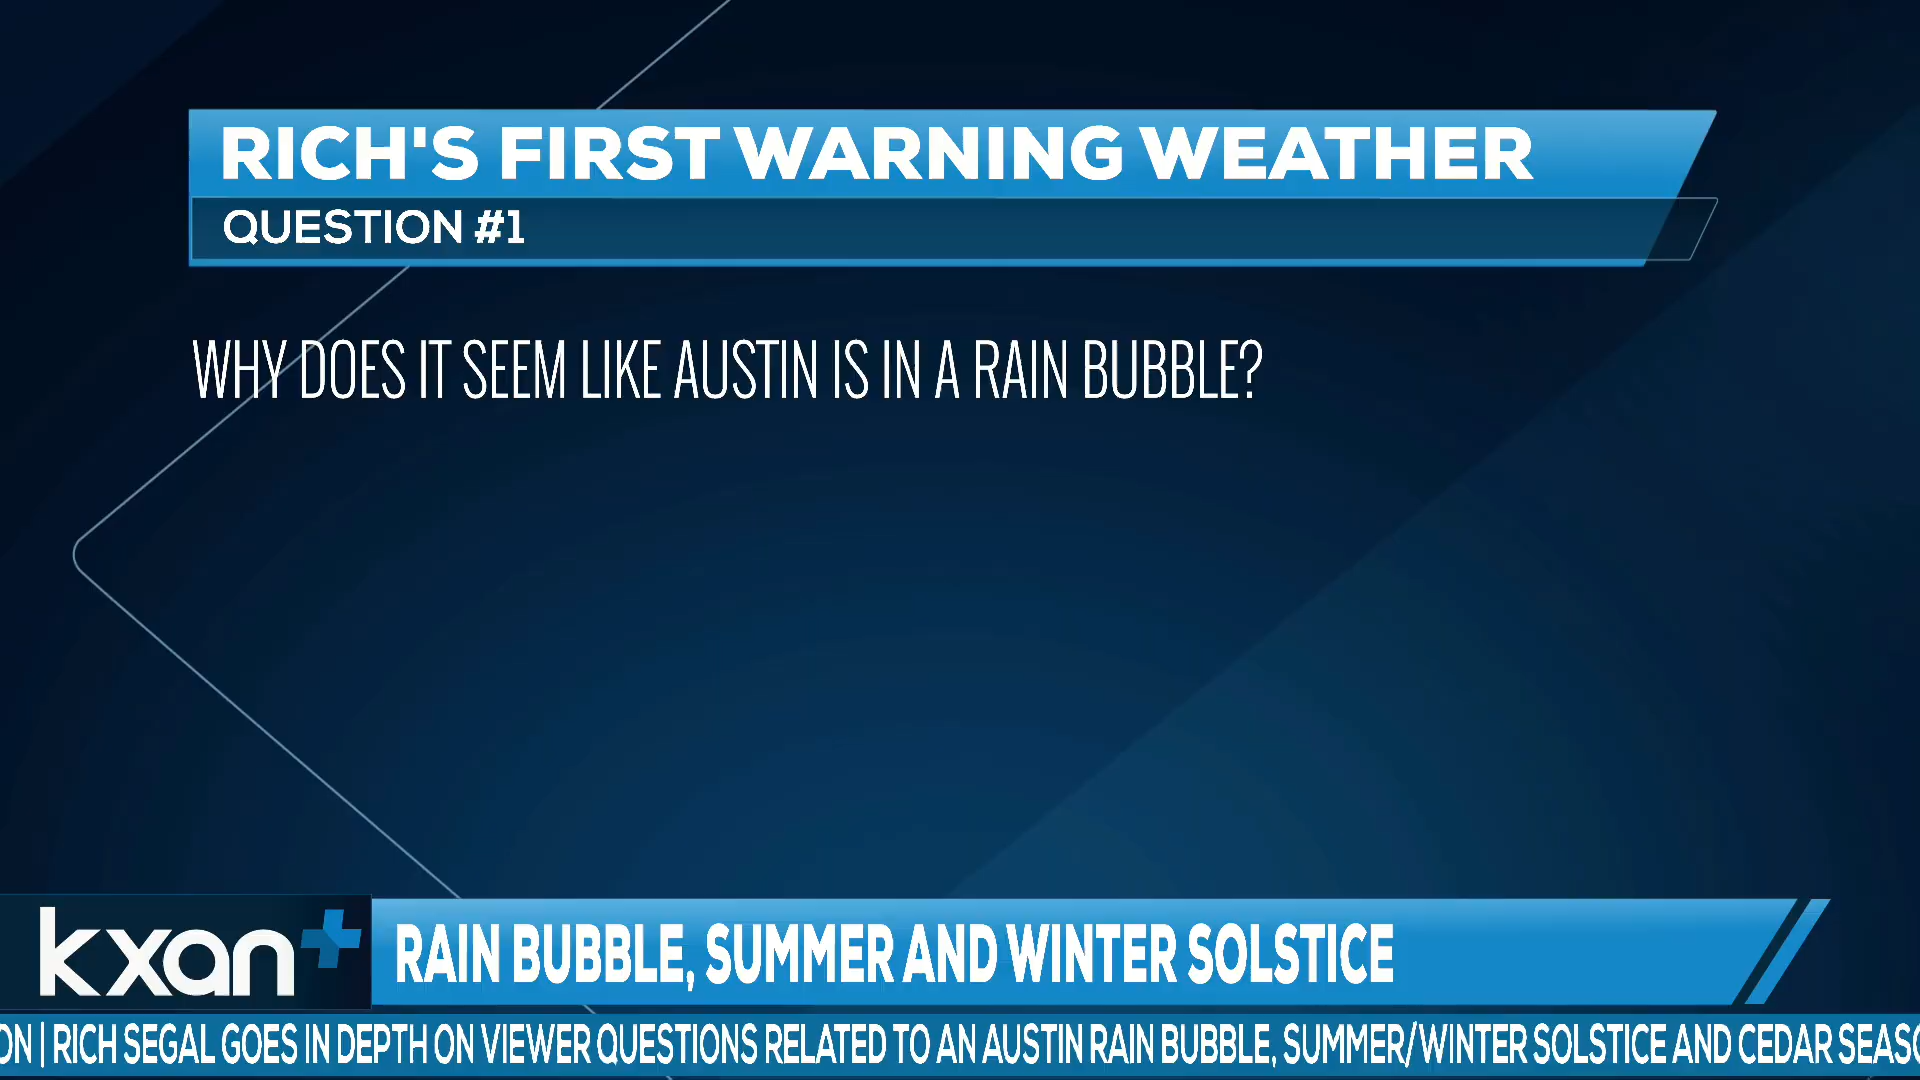 RICH'S FIRST WARNING WEATHER
QUESTION #1
WHY DOES IT SEEM LIKE AUSTIN IS IN A RAIN BUBBLE?
kxan+
RAIN BUBBLE, SUMMER AND WINTER SOLSTICE
ON | RICH SEGAL GOES IN DEPTH ON VIEWER QUESTIONS RELATED TO AN AUSTIN RAIN BUBBLE, SUMMER/WINTER SOLSTICE AND CEDAR SEASO